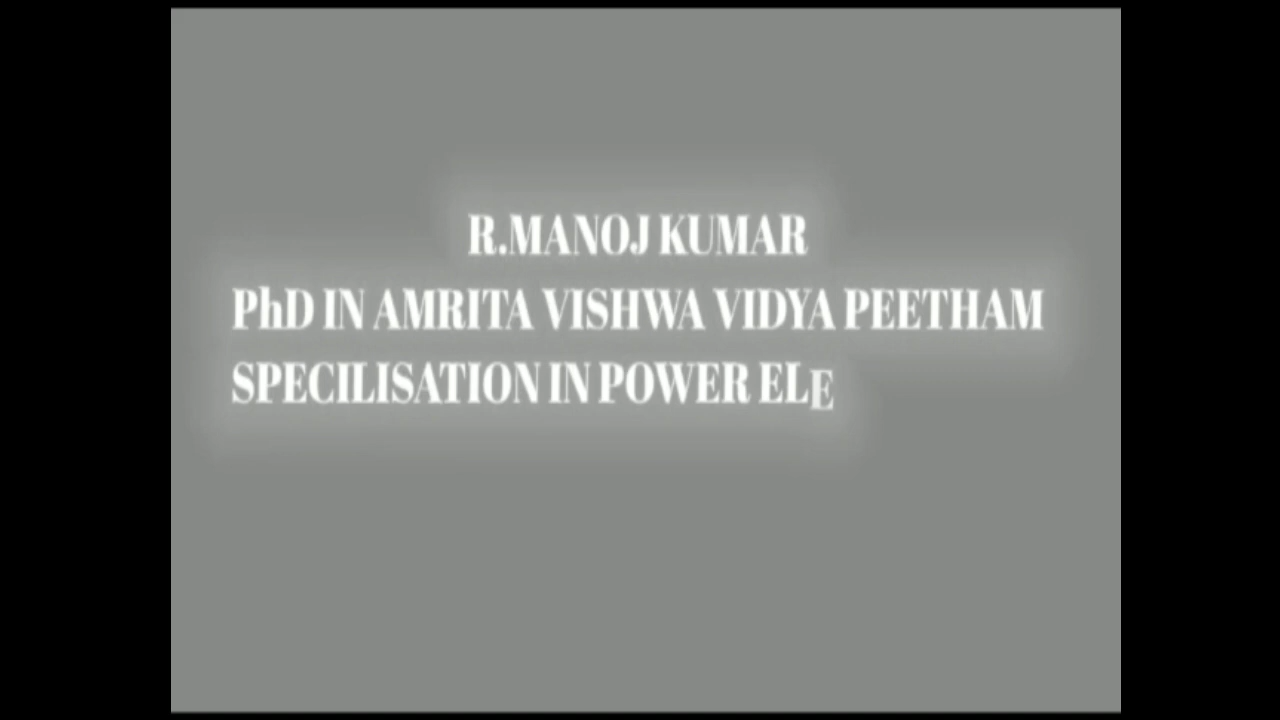 R.MANOJ KUMAR
PhD IN AMRITA VISHWA VIDYA PEETHAM
SPECILISATION IN POWER ELE